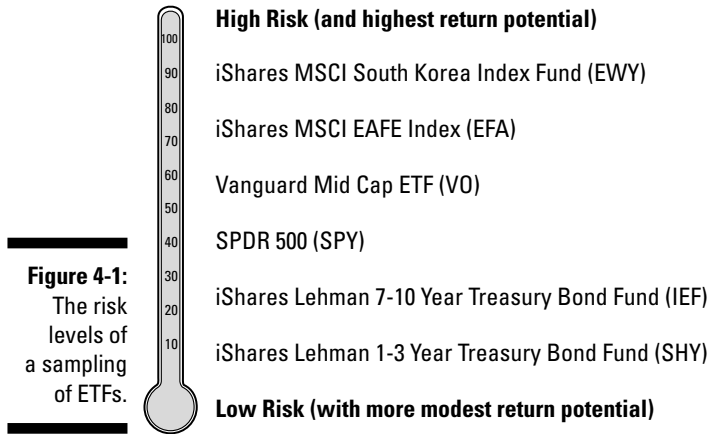 High Risk (and highest return potential)
100
90
iShares MSCI South Korea Index Fund (EWY)
80
iShares MSCI EAFE Index (EFA)
70
60
Vanguard Mid Cap ETF (VO)
50
40
SPDR 500 (SPY)
30
iShares Lehman 7-10 Year Treasury Bond Fund (IEF)
20
10
iShares Lehman 1-3 Year Treasury Bond Fund (SHY)
Low Risk (with more modest return potential)
Figure 4-1:
The risk
levels of
a sampling
of ETFs.